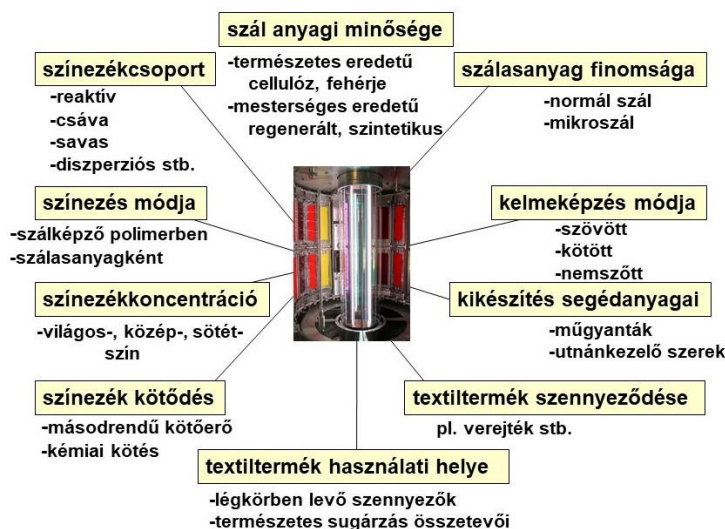 szál anyagi minősége
-természetes eredetű
cellulóz, fehérje
-mesterséges eredetű
regenerált, szintetikus
színezékcsoport
-reaktív
-csáva
-savas
-diszperziós stb.
szálasanyag finomsága
-normál szál
-mikroszál
színezés módja
-szálképző polimerben
-szálasanyagként
kelmeképzés módja
-szövött
-kötött
-nemszőtt
színezékkoncentráció
-világos-, közép-, sötét-
szín
kikészítés segédanyagai
-műgyanták
-utnánkezelő szerek
színezék kötődés
-másodrendű kötőerő
-kémiai kötés
textiltermék szennyeződése
pl. verejték stb.
textiltermék használati helye
-légkörben levő szennyezők
-természetes sugárzás összetevői